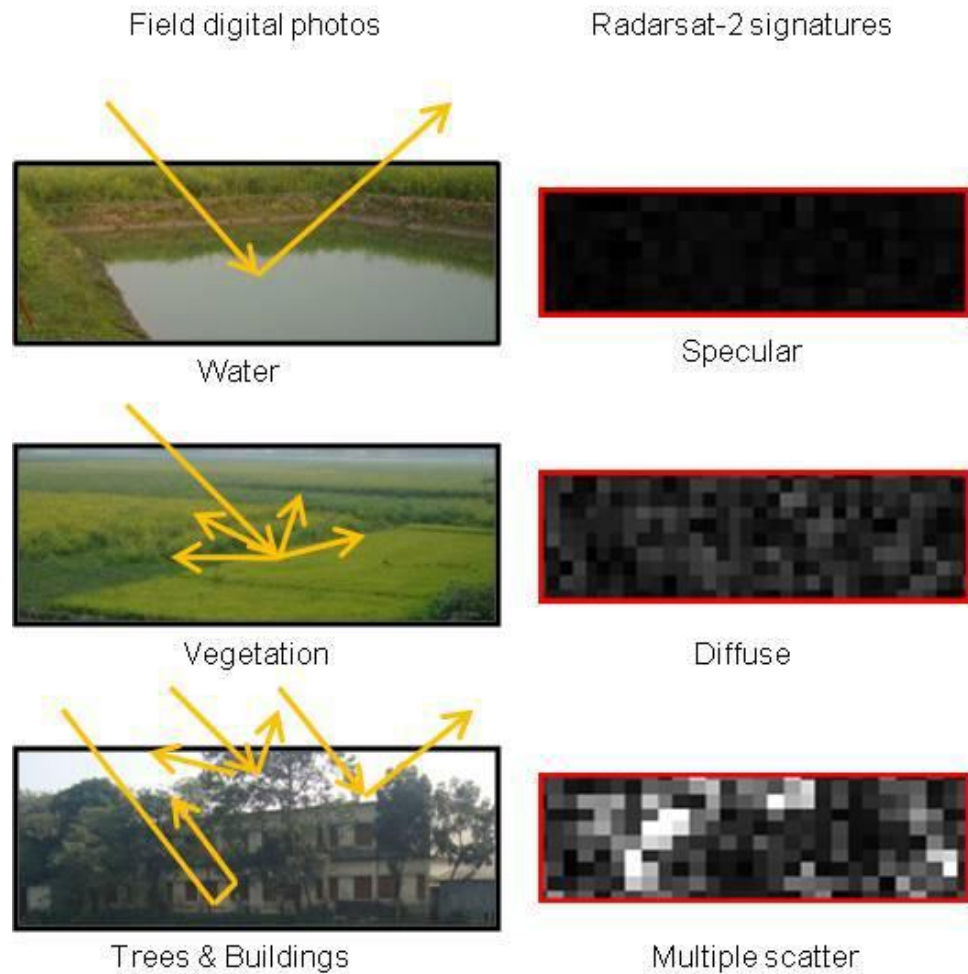 Field digital photos
Radarsat-2 signatures
Water
Specular
Vegetation
Diffuse
Trees & Buildings
Multiple scatter